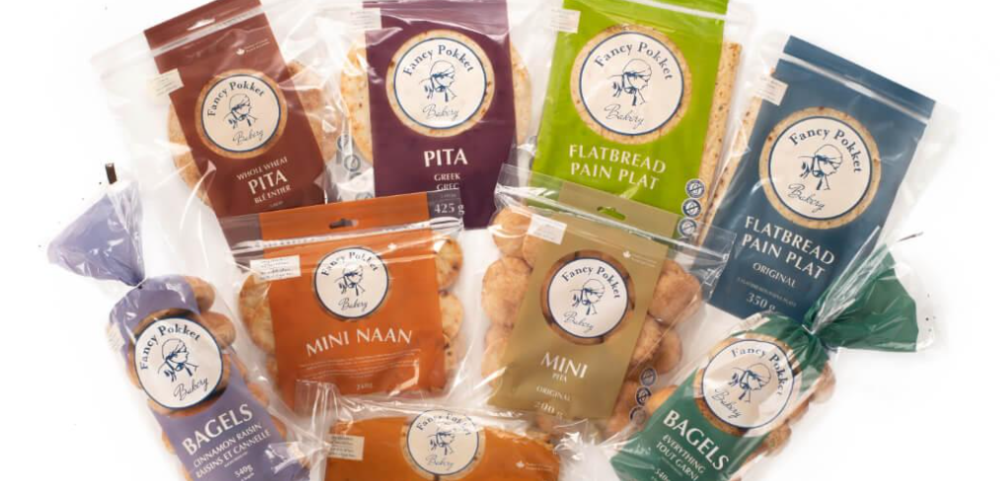 Fancy Pokket
Bakery
WHOLE WHEAT
PITA
BLÉ ENTIER
Fancy Pokket
Bakery
PITA
GREEK
GREC
425 g
Fancy Pokket
Bakery
FLATBREAD
PAIN PLAT
Fancy Pokket
Bakery
FLATBREAD
PAIN PLAT
ORIGINAL
350 g
Fancy Pokket
Bakery
MINI NAAN
Fancy Pokket
Bakery
MINI
PITA
ORIGINAL
Fancy Pokket
Bakery
BAGELS
CINNAMON RAISIN
RAISINS ET CANNELLE
540g
Fancy Pokket
Bakery
BAGELS
EVERYTHING
TOUT GARNI
Bakery